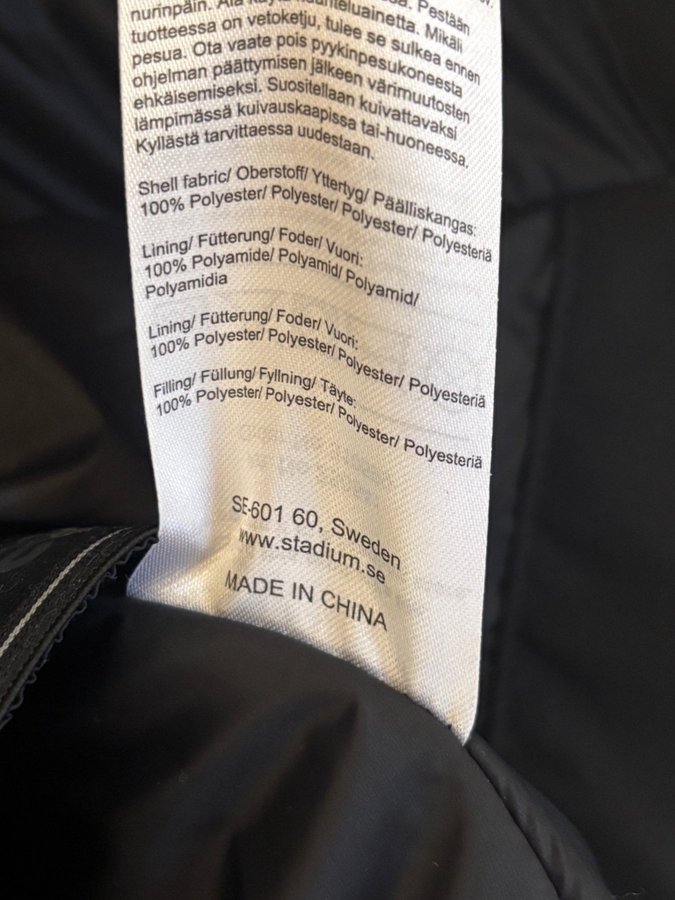 nurinpäin. Älä
Pestään
tuotteessa on vetoketju, tulee se sulkea ennen
pesua. Ota vaate pois pyykinpesukoneesta
ohjelman päättymisen jälkeen värimuutosten
ehkäisemiseksi. Suositellaan kuivattavaksi
lämpimässä kuivauskaapissa tai-huoneessa.
Kyllästä tarvittaessa uudestaan.
Shell fabric/ Oberstoff/ Yttertyg/ Päälliskangas:
100% Polyester/ Polyester/ Polyester/ Polyesteriä
Lining/ Fütterung/ Foder/ Vuori:
100% Polyamide/ Polyamid/ Polyamid/
Polyamidia
Lining/ Fütterung/ Foder/ Vuori:
100% Polyester/ Polyester/ Polyester/ Polyesteriä
Filling/ Füllung/ Fyllning/ Täyte:
100% Polyester/ Polyester/ Polyester/ Polyesteriä
SE-601 60, Sweden
www.stadium.se
MADE IN CHINA